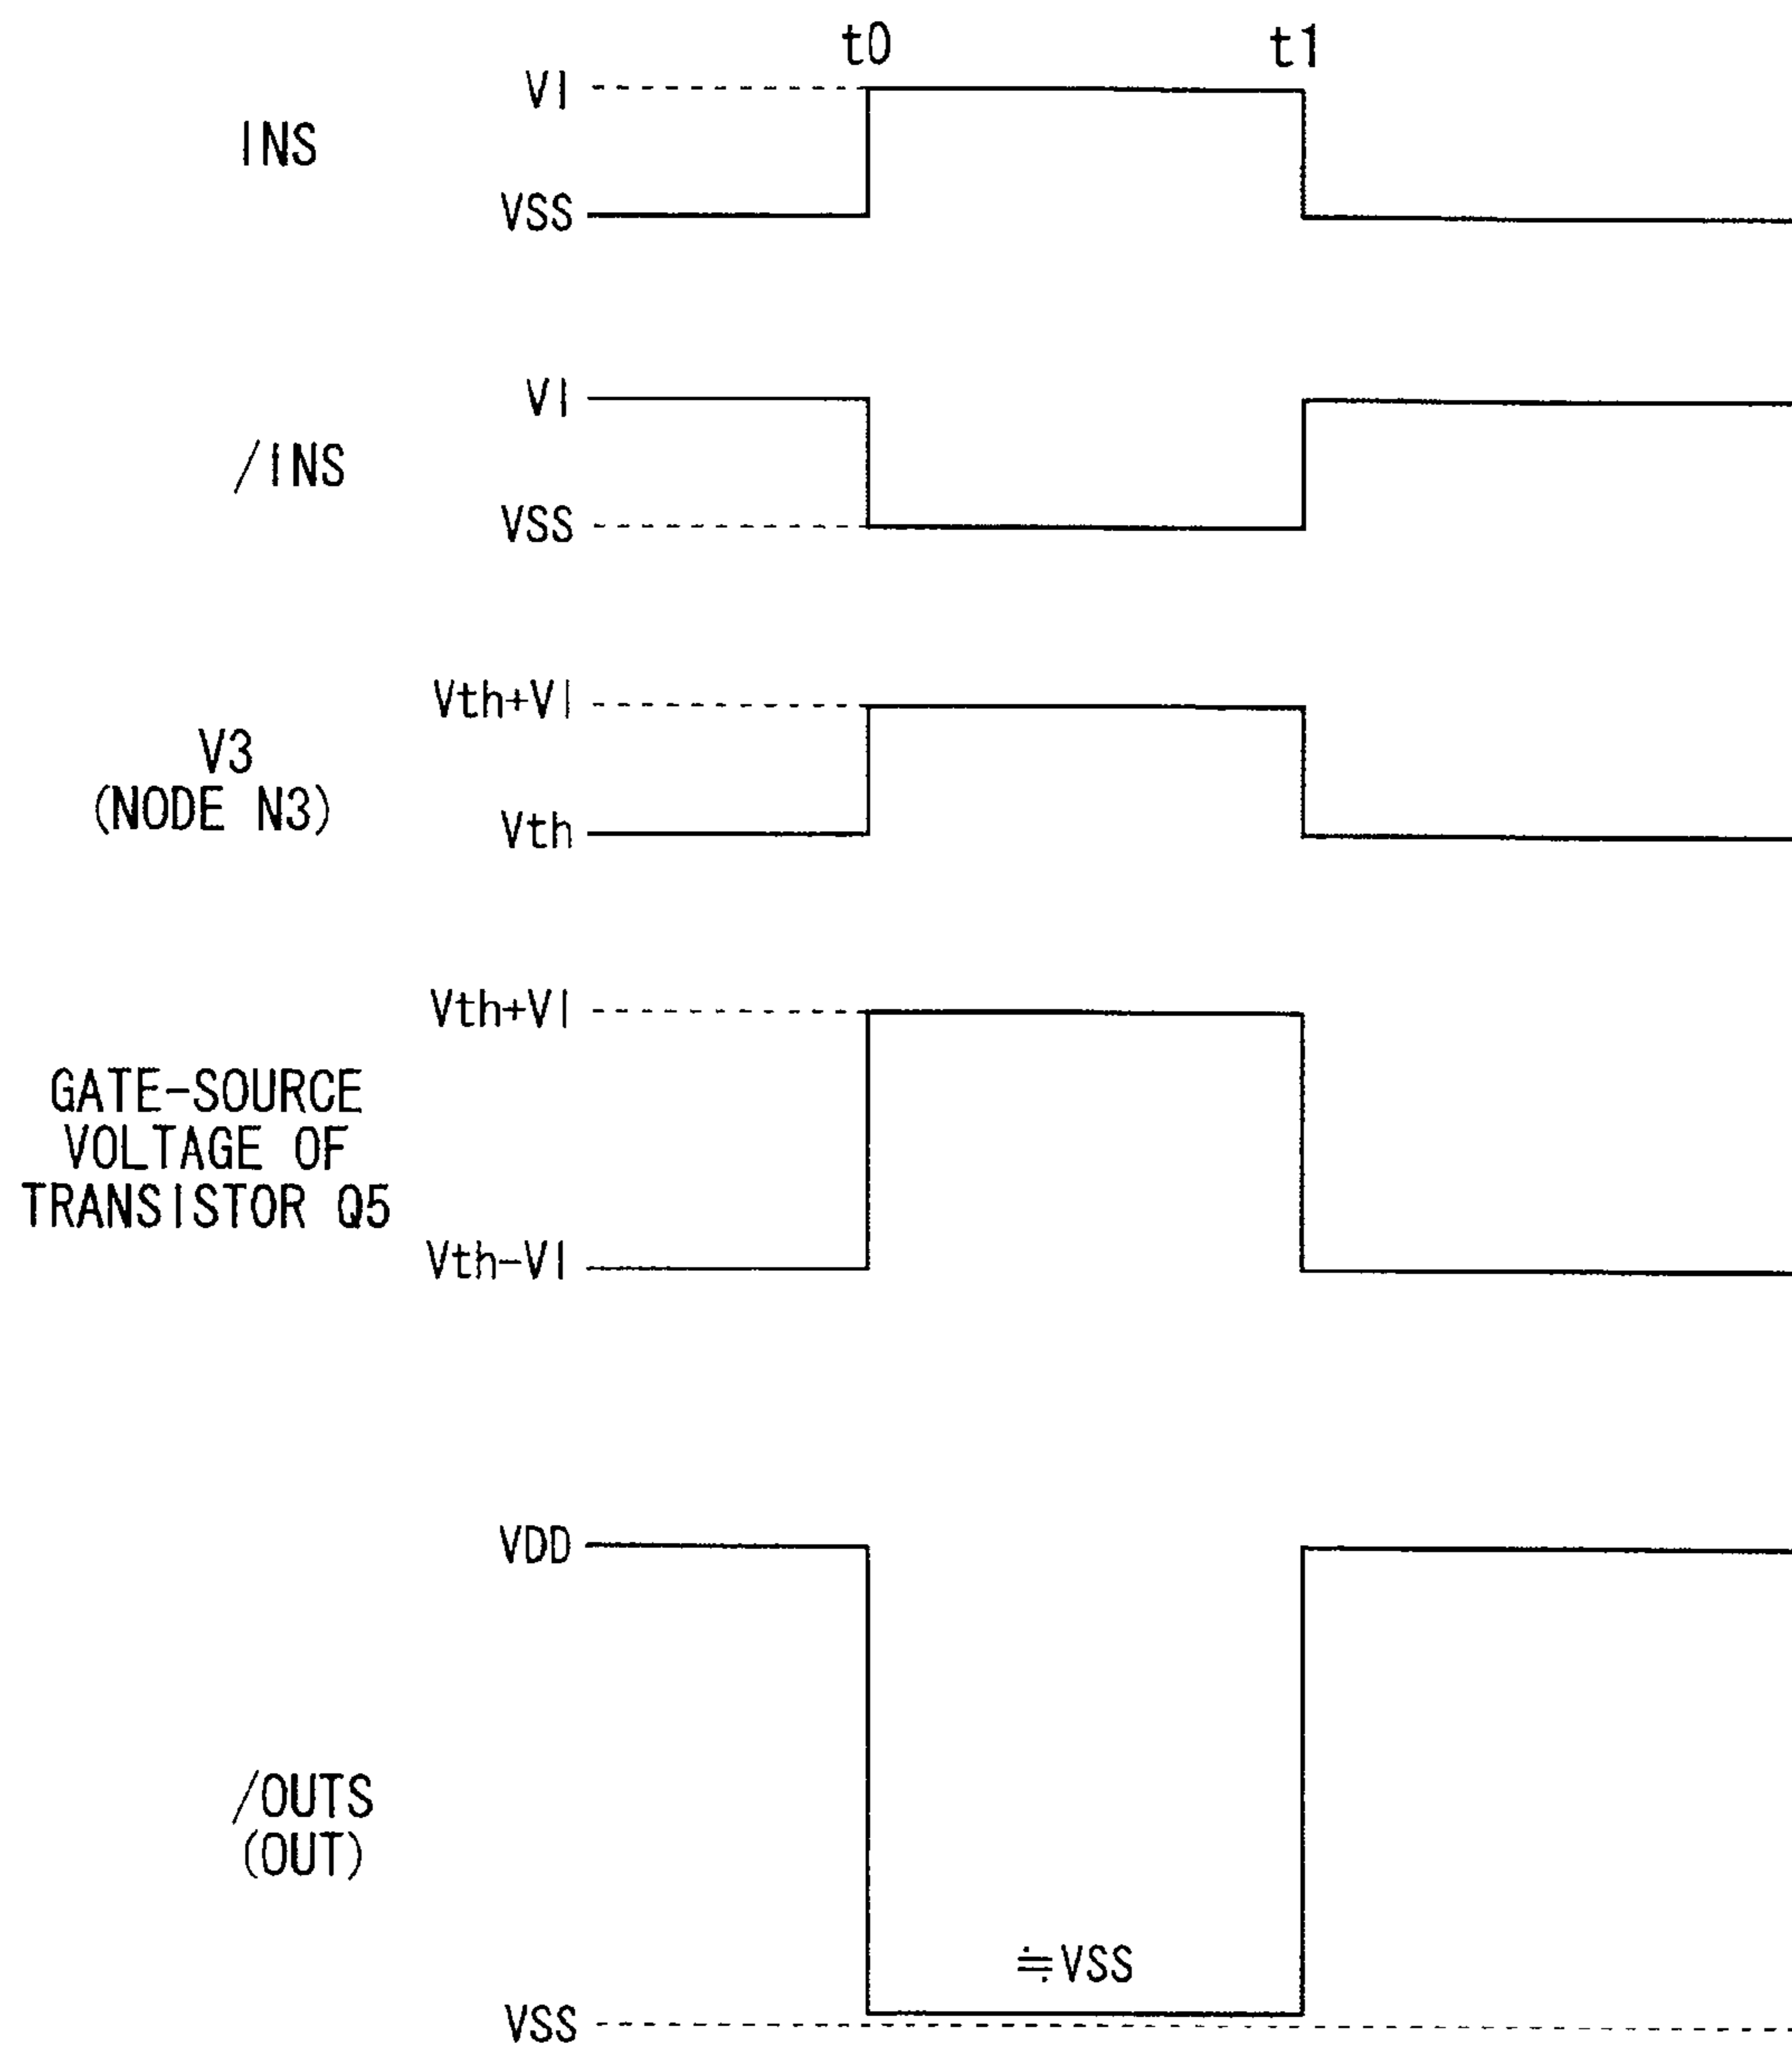 t0 t1
VI
INS
VSS
VI
/INS
VSS
Vth+VI
V3
(NODE N3)
Vth
Vth+VI
GATE-SOURCE
VOLTAGE OF
TRANSISTOR Q5
Vth-VI
VDD
/OUTS
(OUT)
≒VSS
VSS